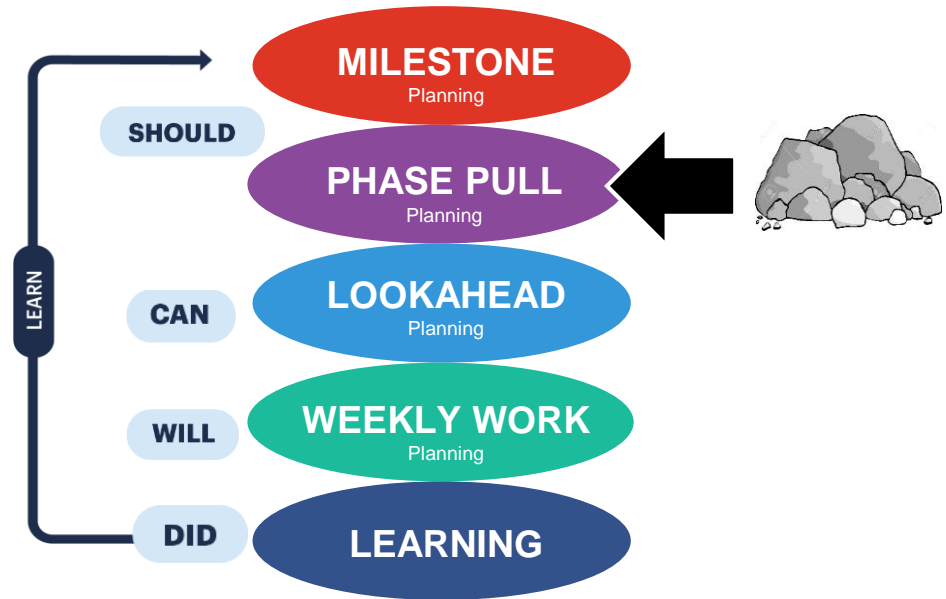 MILESTONE
Planning
SHOULD
PHASE PULL
Planning
LEARN
CAN
LOOKAHEAD
Planning
WILL
WEEKLY WORK
Planning
DID
LEARNING